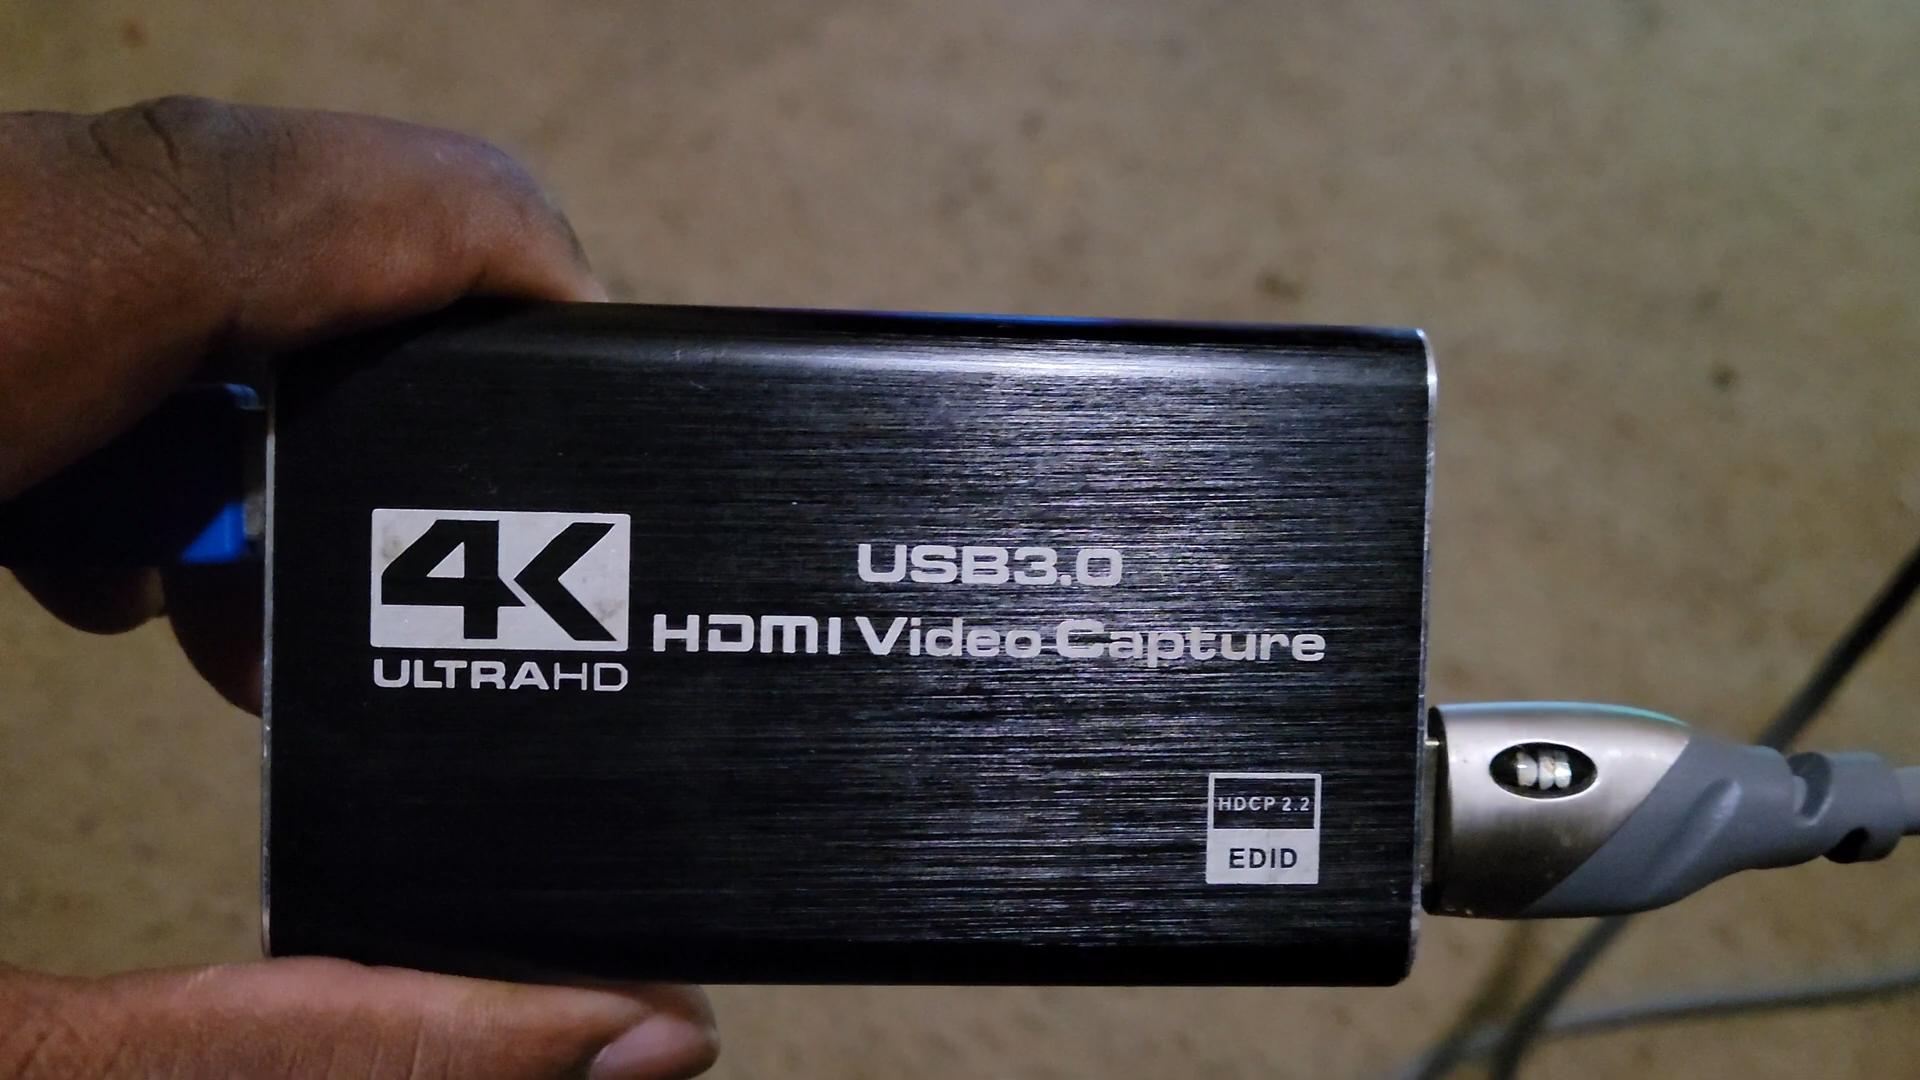 4K
ULTRAHD
USB3.0
HDMI Video Capture
HDCP 2.2
EDID